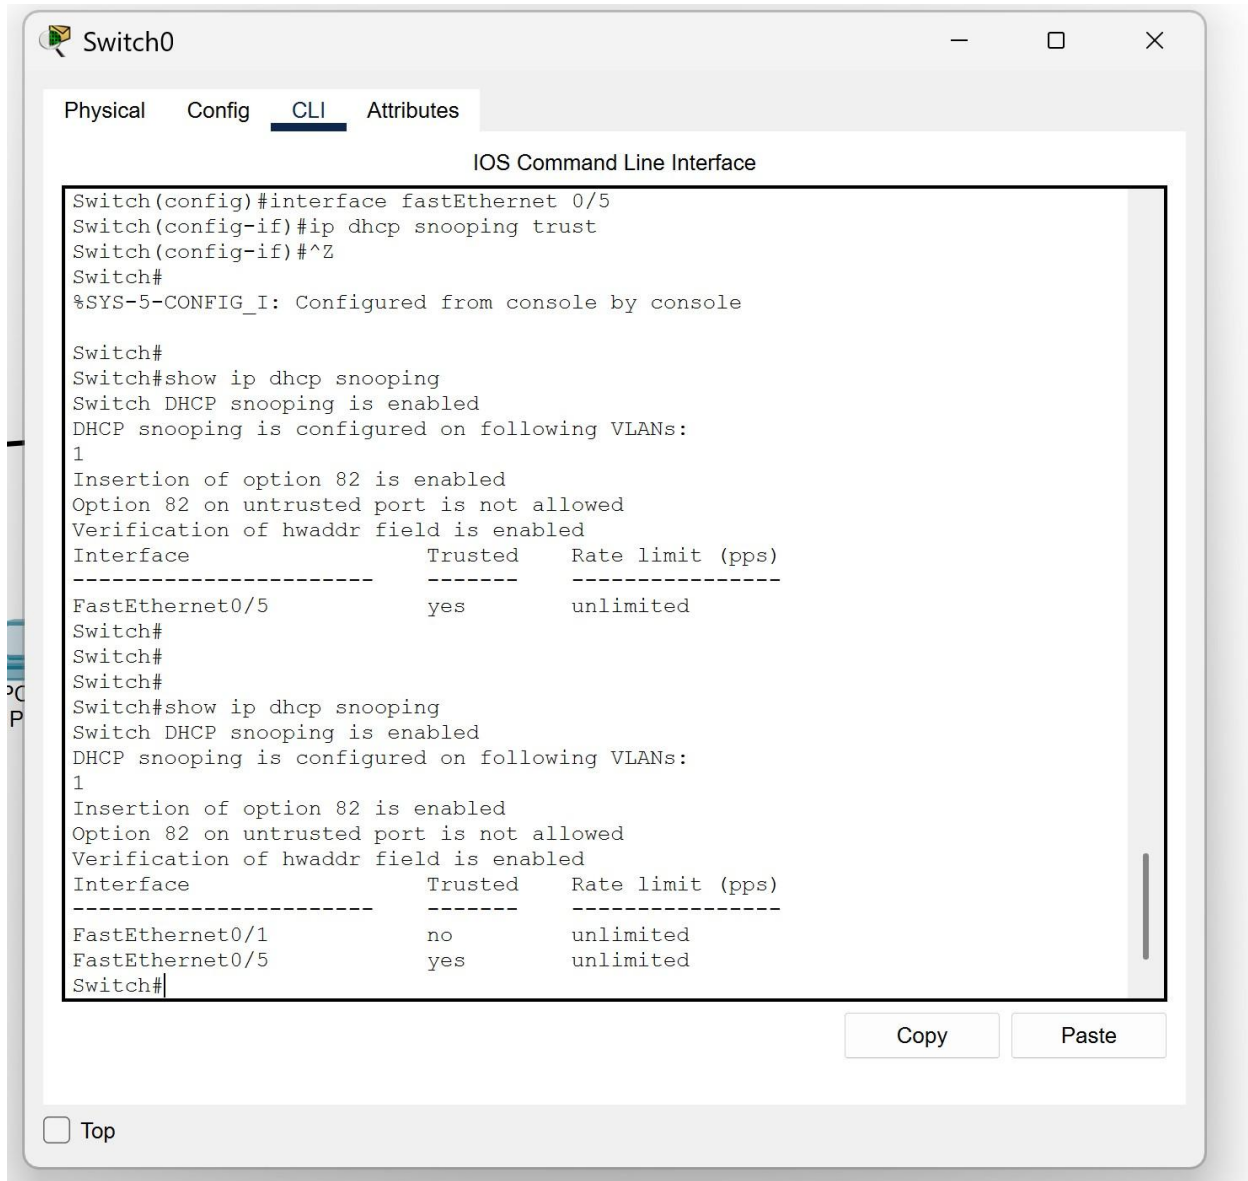 Switch0
Physical Config CLI Attributes
IOS Command Line Interface
Switch(config)#interface fastEthernet 0/5
Switch(config-if)#ip dhcp snooping trust
Switch(config-if)#^Z
Switch#
%SYS-5-CONFIG_I: Configured from console by console
Switch#
Switch#show ip dhcp snooping
Switch DHCP snooping is enabled
DHCP snooping is configured on following VLANs:
1
Insertion of option 82 is enabled
Option 82 on untrusted port is not allowed
Verification of hwaddr field is enabled
Interface Trusted Rate limit (pps)
----------------------- ------- ----------------
FastEthernet0/5 yes unlimited
Switch#
Switch#
Switch#
Switch#show ip dhcp snooping
Switch DHCP snooping is enabled
DHCP snooping is configured on following VLANs:
1
Insertion of option 82 is enabled
Option 82 on untrusted port is not allowed
Verification of hwaddr field is enabled
Interface Trusted Rate limit (pps)
----------------------- ------- ----------------
FastEthernet0/1 no unlimited
FastEthernet0/5 yes unlimited
Switch#
Copy Paste
Top